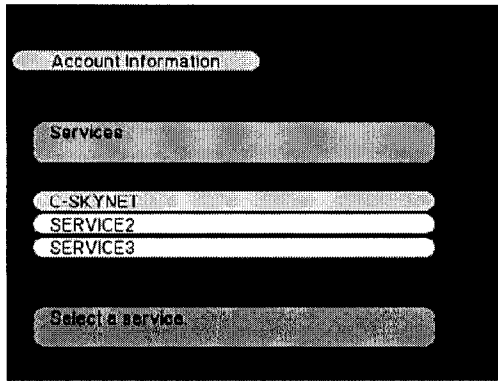 Account Information
Services
C-SKYNET
SERVICE2
SERVICE3
Select a service.